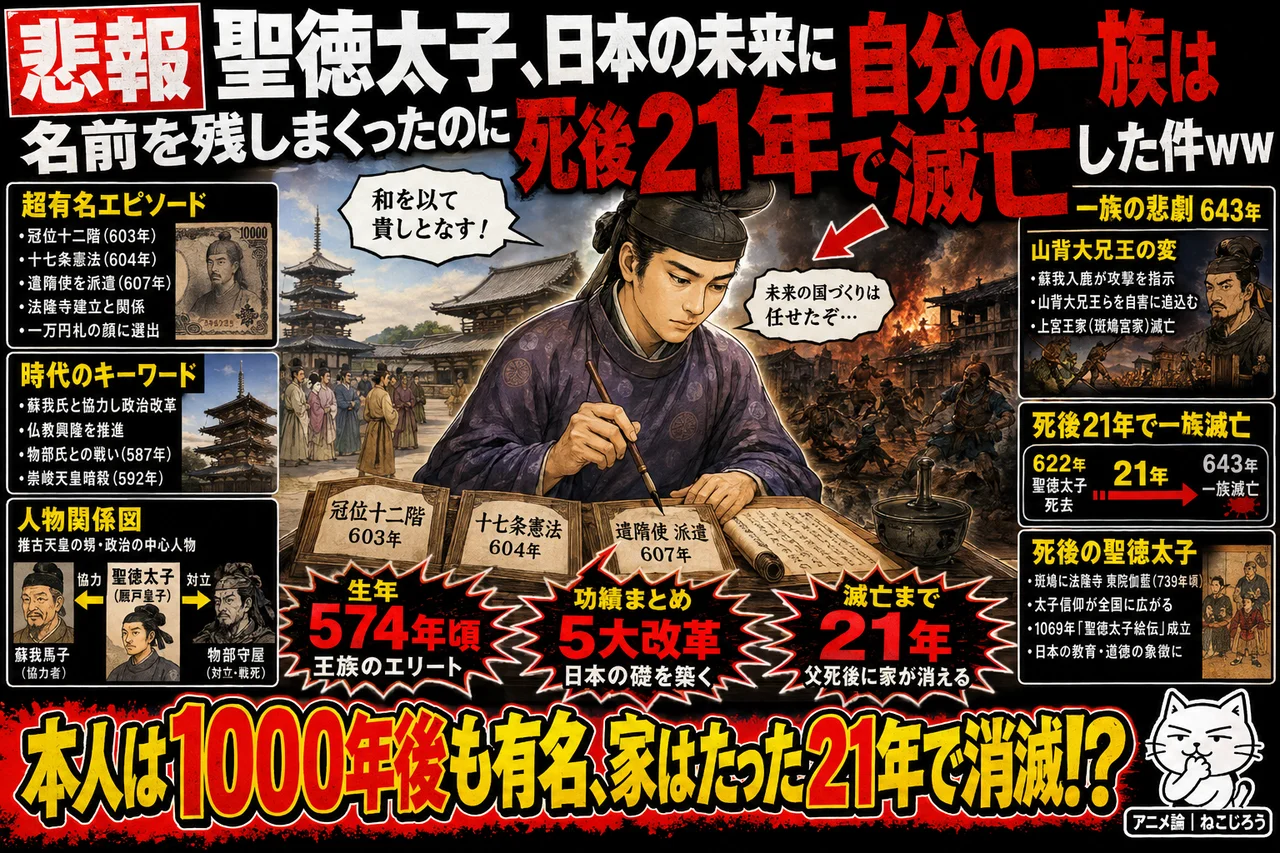 悲報 聖徳太子、日本の未来に
名前を残しまくったのに
自分の一族は
死後21年で滅亡した件ww
和を以て
貴しとなす!
未来の国づくりは
任せたぞ…
超有名エピソード
・冠位十二階(603年)
・十七条憲法(604年)
・遣隋使を派遣(607年)
・法隆寺建立と関係
・一万円札の顔に選出
10000
時代のキーワード
・蘇我氏と協力し政治改革
・仏教興隆を推進
・物部氏との戦い(587年)
・崇峻天皇暗殺(592年)
人物関係図
推古天皇の甥・政治の中心人物
協力
聖徳太子
(厩戸皇子)
対立
蘇我馬子
(協力者)
物部守屋
(対立・戦死)
冠位十二階
603年
十七条憲法
604年
遣隋使 派遣
607年
生年
574年頃
王族のエリート
功績まとめ
5大改革
日本の礎を築く
滅亡まで
21年
父死後に家が消える
一族の悲劇 643年
山背大兄王の変
・蘇我入鹿が攻撃を指示
・山背大兄王らを自害に追込む
・上宮王家(斑鳩宮家)滅亡
死後21年で一族滅亡
622年
聖徳太子
死去
21年
643年
一族滅亡
死後の聖徳太子
・斑鳩に法隆寺 東院伽藍(739年頃)
・太子信仰が全国に広がる
・1069年「聖徳太子絵伝」成立
・日本の教育・道徳の象徴に
本人は1000年後も有名、家はたった21年で消滅!?
アニメ論|ねこじろう